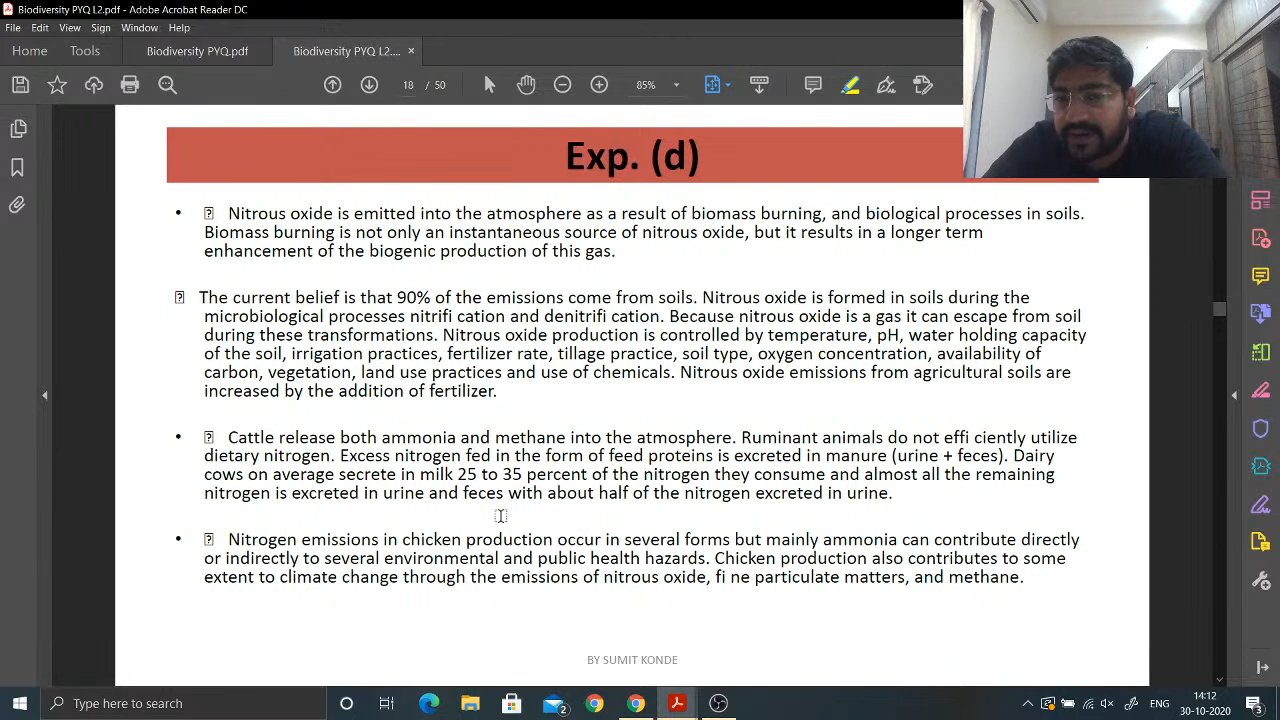 Biodiversity PYQ L2.pdf - Adobe Acrobat Reader DC
File Edit View Sign Window Help
Home Tools Biodiversity PYQ.pdf Biodiversity PYQ L2.... ×
18 / 50 85%
Exp. (d)
• Nitrous oxide is emitted into the atmosphere as a result of biomass burning, and biological processes in soils.
Biomass burning is not only an instantaneous source of nitrous oxide, but it results in a longer term
enhancement of the biogenic production of this gas.
The current belief is that 90% of the emissions come from soils. Nitrous oxide is formed in soils during the
microbiological processes nitrifi cation and denitrifi cation. Because nitrous oxide is a gas it can escape from soil
during these transformations. Nitrous oxide production is controlled by temperature, pH, water holding capacity
of the soil, irrigation practices, fertilizer rate, tillage practice, soil type, oxygen concentration, availability of
carbon, vegetation, land use practices and use of chemicals. Nitrous oxide emissions from agricultural soils are
increased by the addition of fertilizer.
• Cattle release both ammonia and methane into the atmosphere. Ruminant animals do not effi ciently utilize
dietary nitrogen. Excess nitrogen fed in the form of feed proteins is excreted in manure (urine + feces). Dairy
cows on average secrete in milk 25 to 35 percent of the nitrogen they consume and almost all the remaining
nitrogen is excreted in urine and feces with about half of the nitrogen excreted in urine.
• Nitrogen emissions in chicken production occur in several forms but mainly ammonia can contribute directly
or indirectly to several environmental and public health hazards. Chicken production also contributes to some
extent to climate change through the emissions of nitrous oxide, fi ne particulate matters, and methane.
BY SUMIT KONDE
Type here to search
2
ENG
14:12
30-10-2020
3